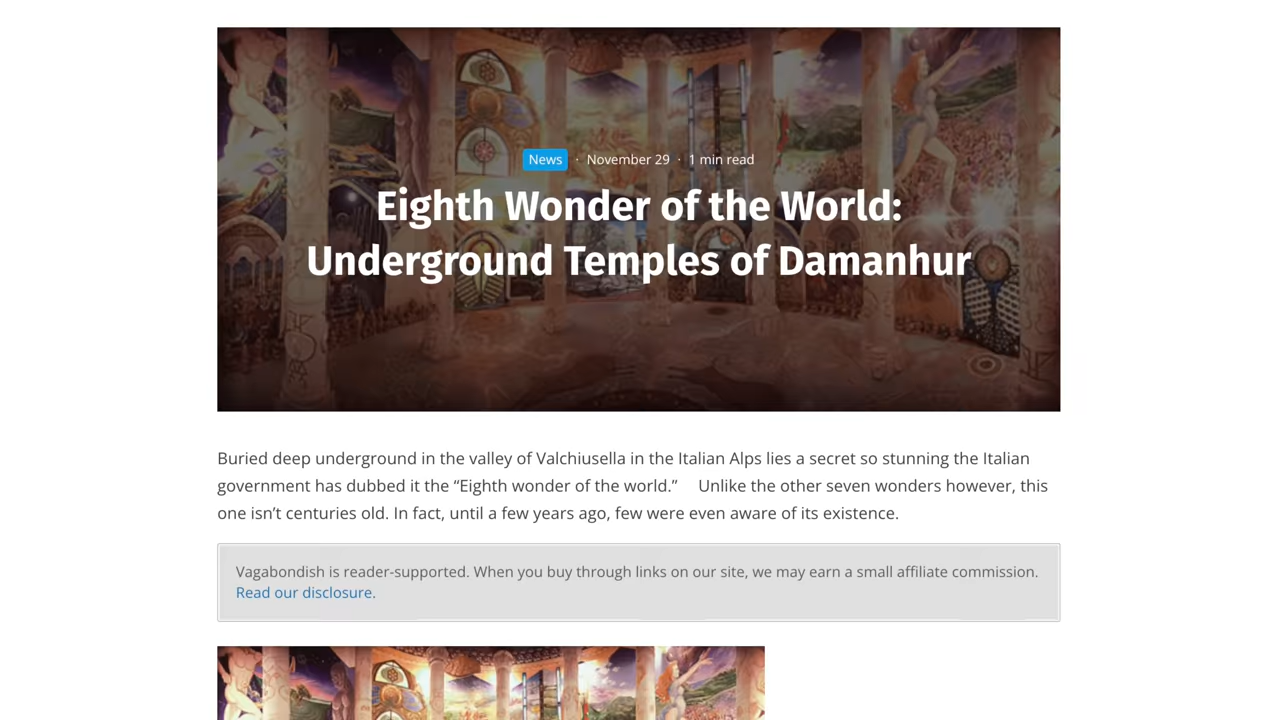 News · November 29 · 1 min read
Eighth Wonder of the World:
Underground Temples of Damanhur
Buried deep underground in the valley of Valchiusella in the Italian Alps lies a secret so stunning the Italian
government has dubbed it the “Eighth wonder of the world.” Unlike the other seven wonders however, this
one isn’t centuries old. In fact, until a few years ago, few were even aware of its existence.
Vagabondish is reader-supported. When you buy through links on our site, we may earn a small affiliate commission.
Read our disclosure.